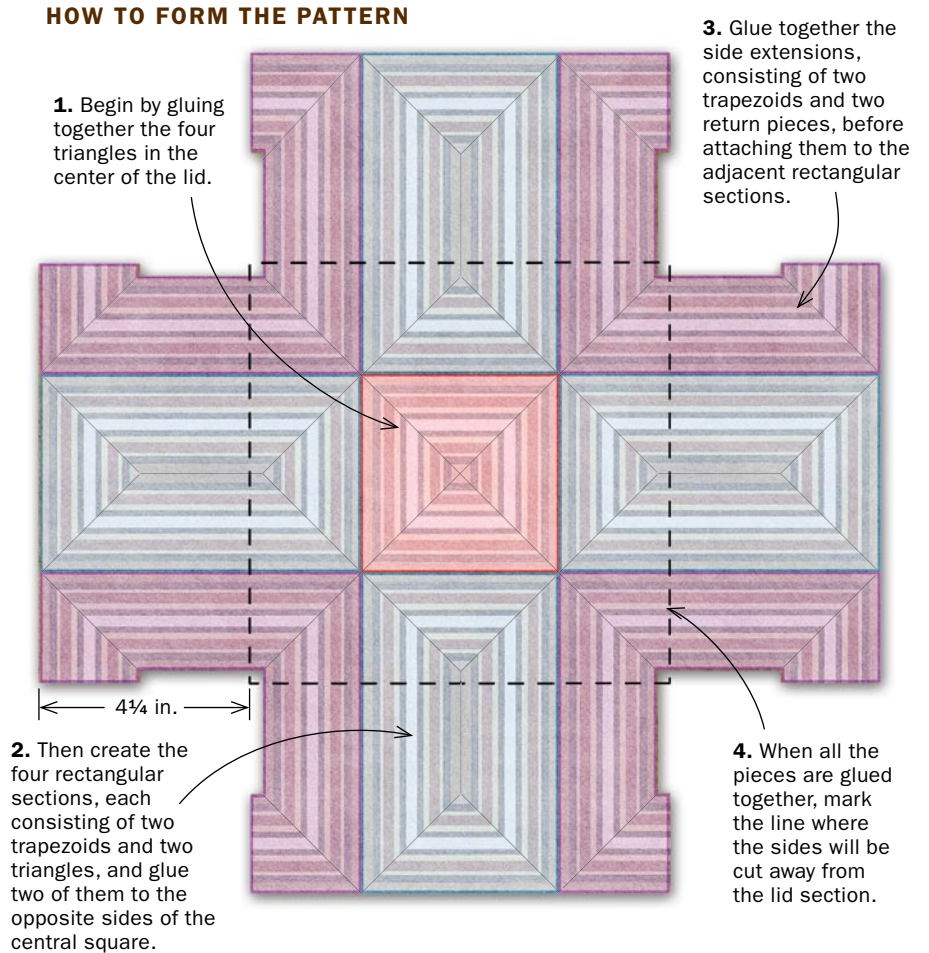 HOW TO FORM THE PATTERN
1. Begin by gluing
together the four
triangles in the
center of the lid.
3. Glue together the
side extensions,
consisting of two
trapezoids and two
return pieces, before
attaching them to the
adjacent rectangular
sections.
4¼ in.
2. Then create the
four rectangular
sections, each
consisting of two
trapezoids and two
triangles, and glue
two of them to the
opposite sides of the
central square.
4. When all the
pieces are glued
together, mark
the line where
the sides will be
cut away from
the lid section.